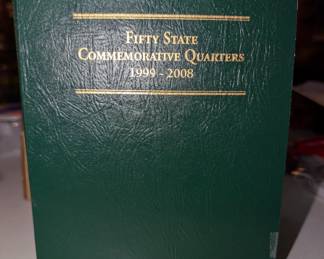 Fifty State
Commemorative Quarters
1999 - 2008